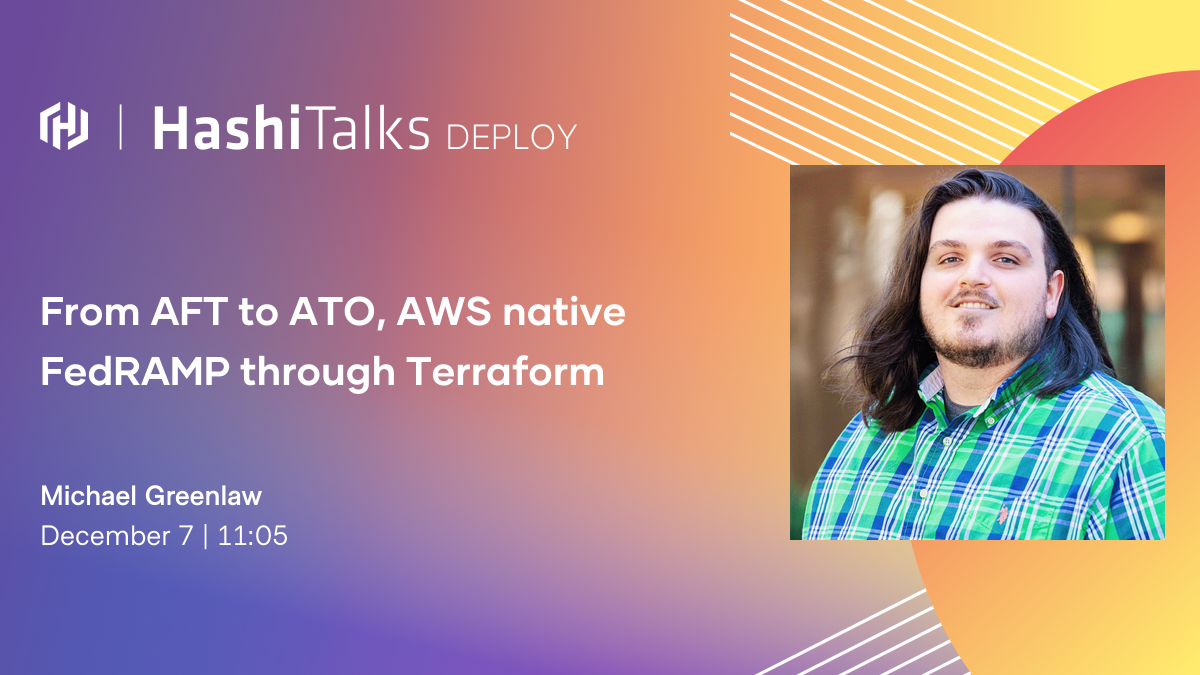 HashiTalks DEPLOY
From AFT to ATO, AWS native
FedRAMP through Terraform
Michael Greenlaw
December 7 | 11:05